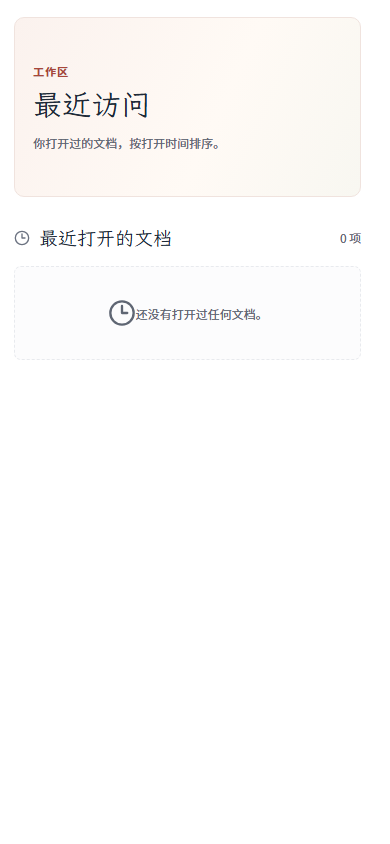 工作区
最近访问
你打开过的文档，按打开时间排序。
最近打开的文档
0 项
还没有打开过任何文档。